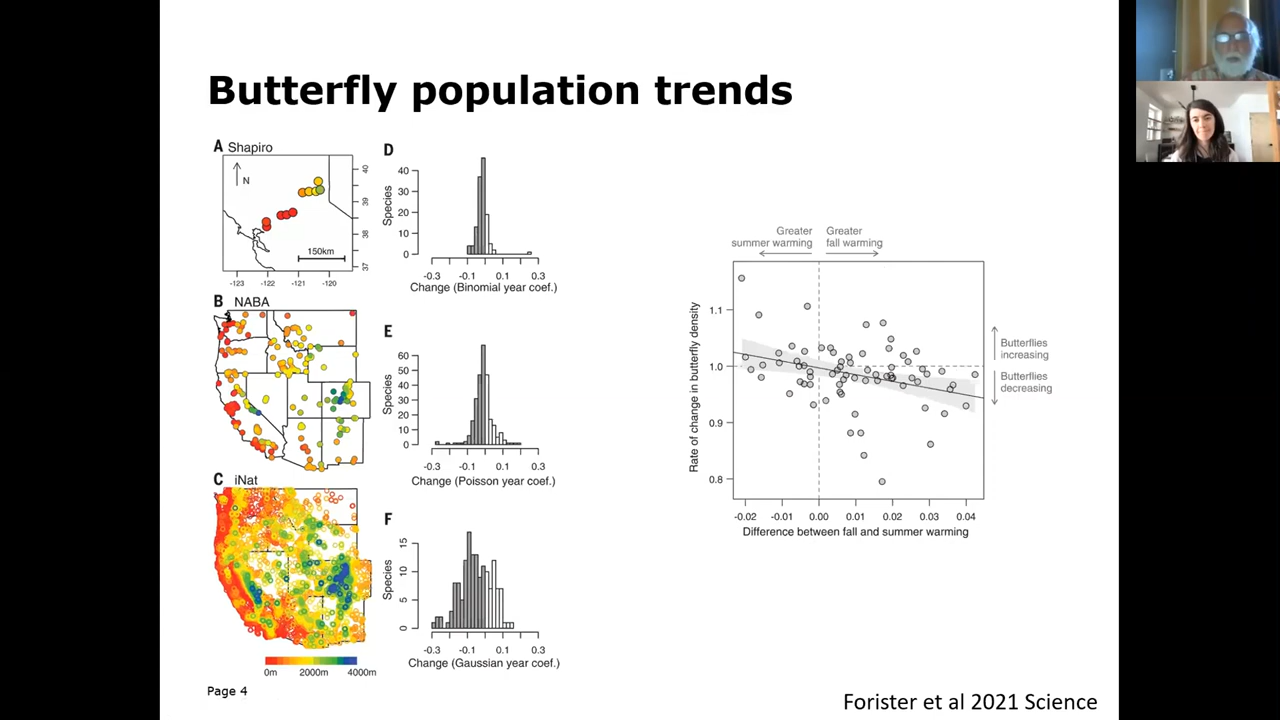 Butterfly population trends
A Shapiro
N
150km
40
39
38
37
-123 -122 -121 -120
B NABA
C iNat
0m 2000m 4000m
D
Species
40
30
20
10
0
-0.3 -0.1 0.1 0.3
Change (Binomial year coef.)
E
Species
60
50
40
30
20
10
0
-0.3 -0.1 0.1 0.3
Change (Poisson year coef.)
F
Species
15
10
5
0
-0.3 -0.1 0.1 0.3
Change (Gaussian year coef.)
Greater
summer warming
Greater
fall warming
Rate of change in butterfly density
1.1
1.0
0.9
0.8
Butterflies
increasing
Butterflies
decreasing
-0.02 -0.01 0.00 0.01 0.02 0.03 0.04
Difference between fall and summer warming
Page 4
Forister et al 2021 Science